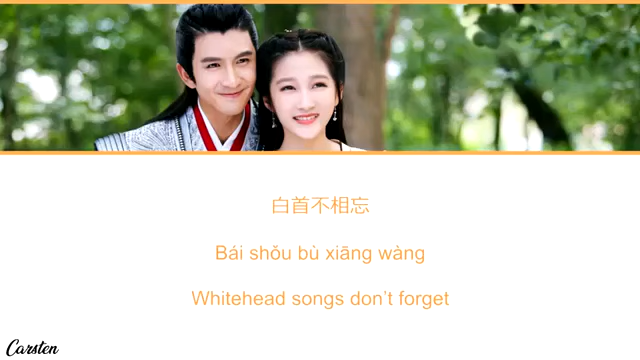 白首不相忘
Bái shǒu bù xiāng wàng
Whitehead songs don't forget
Carsten